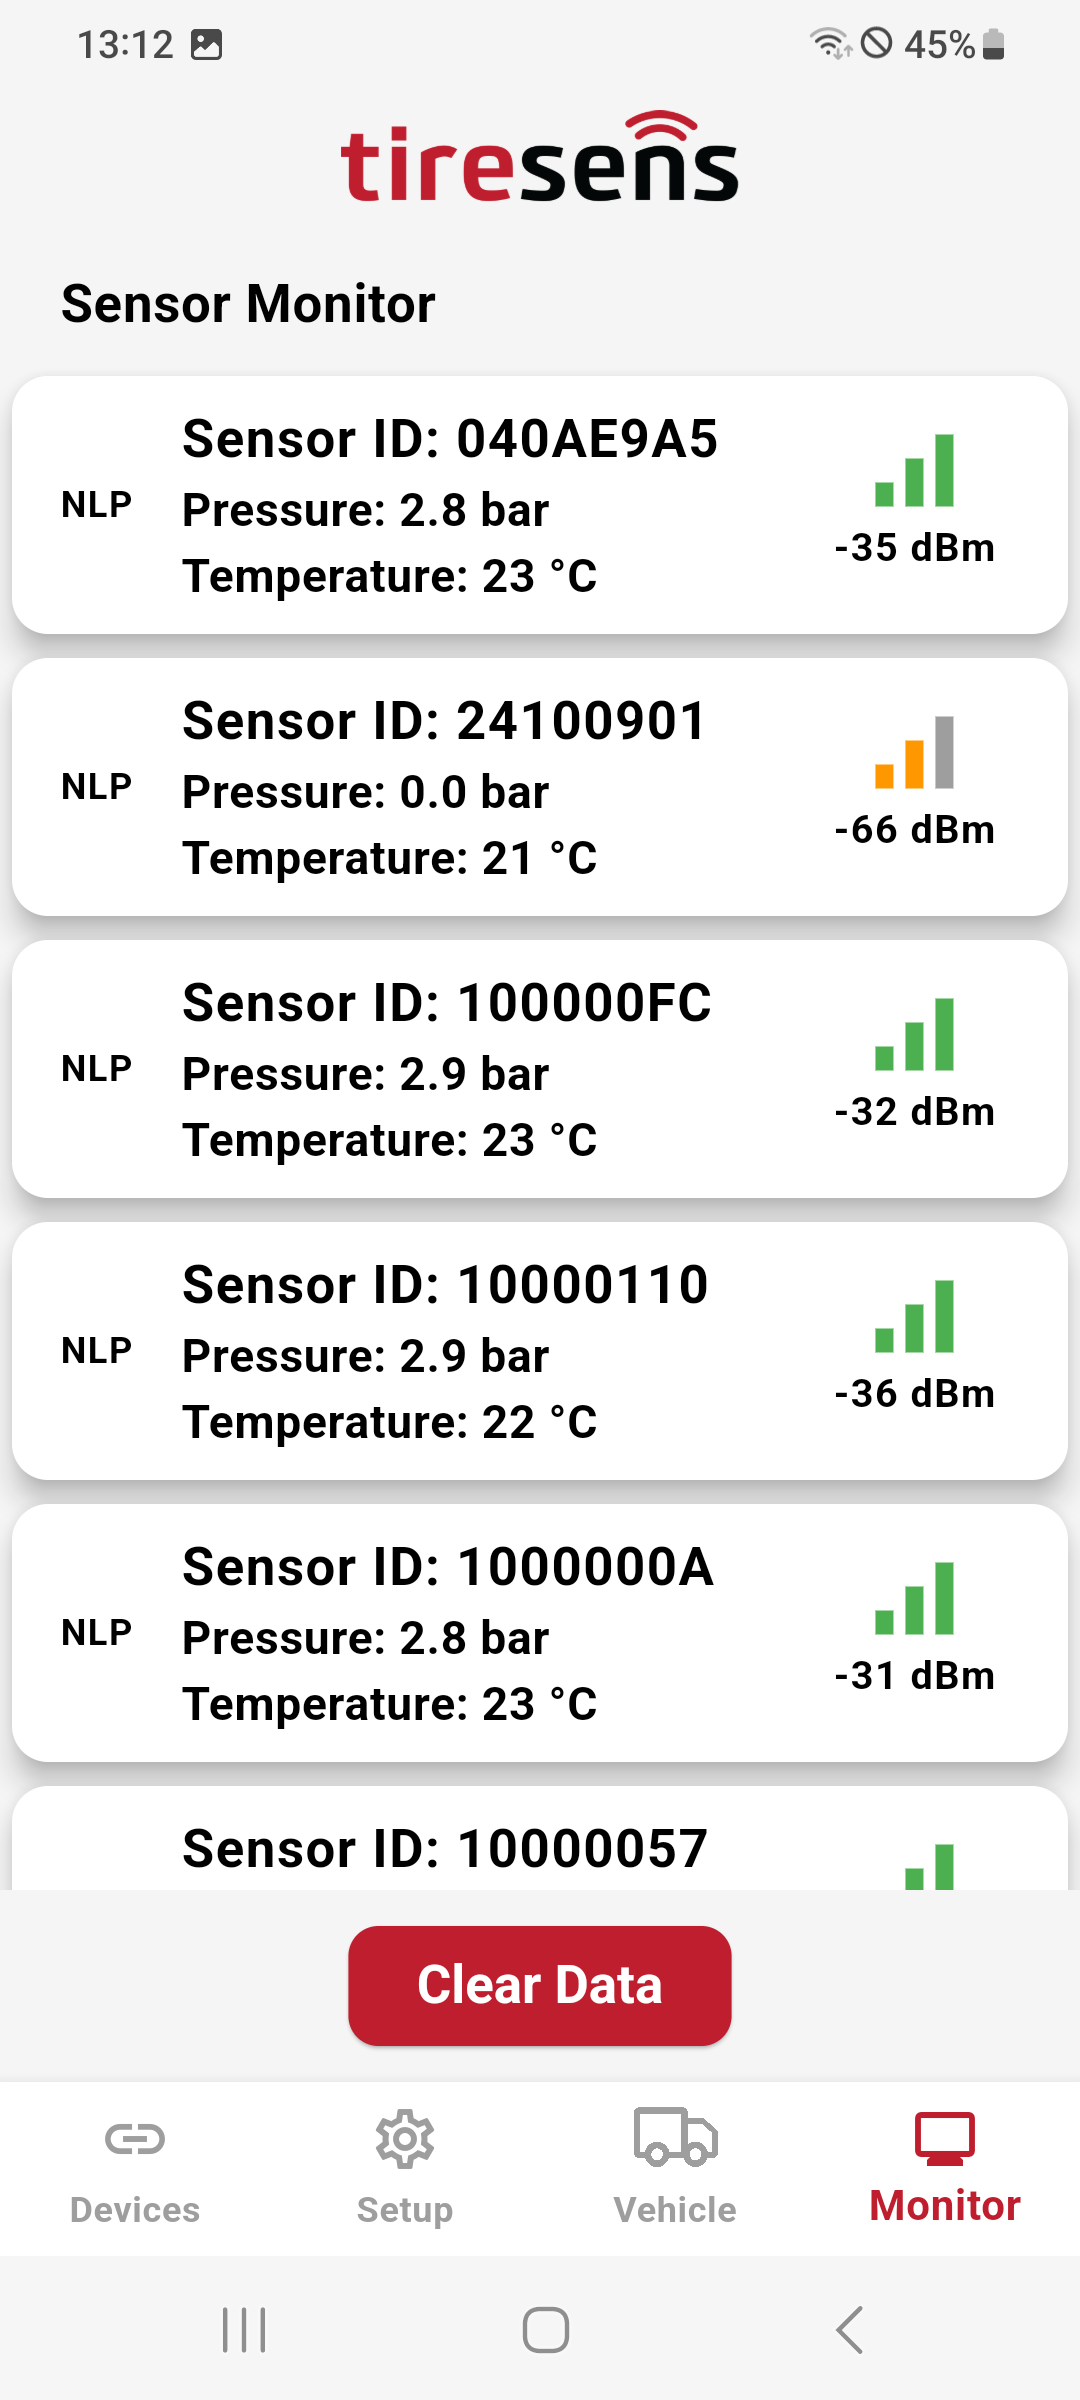 13:12
45%
tiresens
Sensor Monitor
Sensor ID: 040AE9A5
NLP
Pressure: 2.8 bar
Temperature: 23 °C
-35 dBm
Sensor ID: 24100901
NLP
Pressure: 0.0 bar
Temperature: 21 °C
-66 dBm
Sensor ID: 100000FC
NLP
Pressure: 2.9 bar
Temperature: 23 °C
-32 dBm
Sensor ID: 10000110
NLP
Pressure: 2.9 bar
Temperature: 22 °C
-36 dBm
Sensor ID: 1000000A
NLP
Pressure: 2.8 bar
Temperature: 23 °C
-31 dBm
Sensor ID: 10000057
Clear Data
Devices
Setup
Vehicle
Monitor